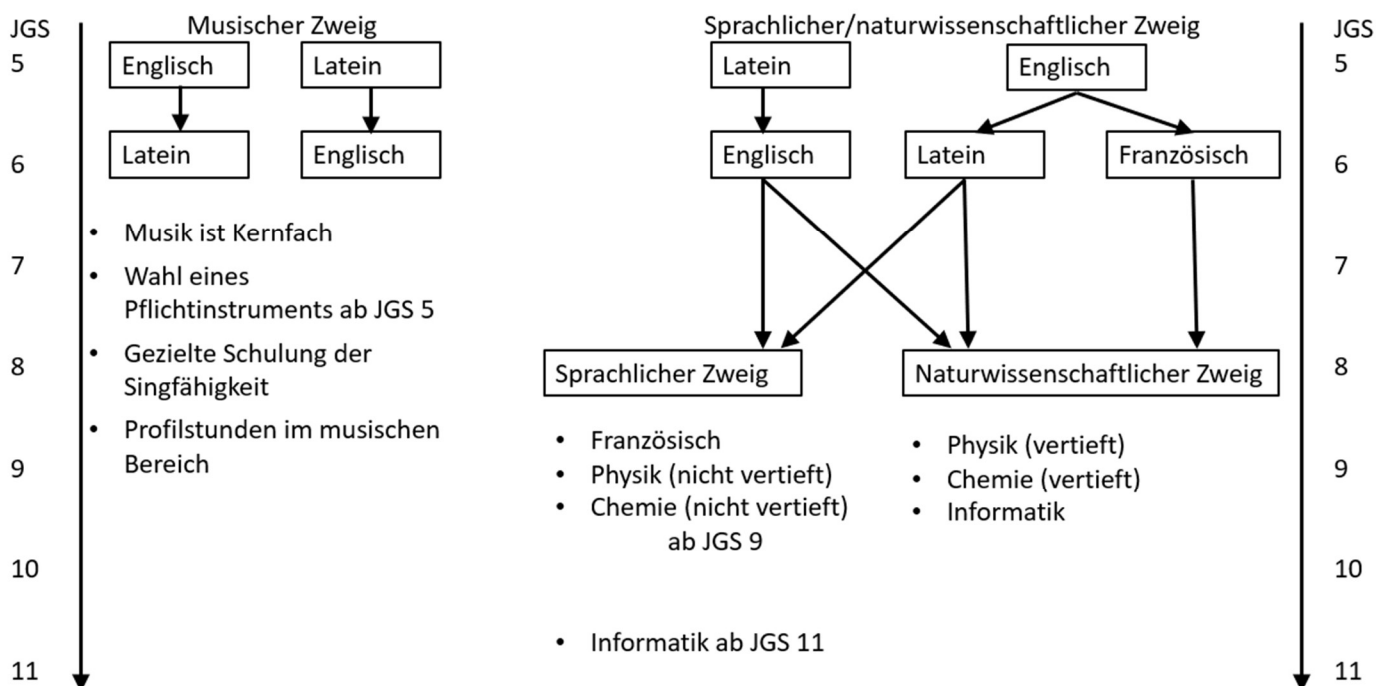 JGS
5
6
7
8
9
10
11
Musischer Zweig
Englisch
Latein
Latein
Englisch
• Musik ist Kernfach
• Wahl eines
Pflichtinstruments ab JGS 5
• Gezielte Schulung der
Singfähigkeit
• Profilstunden im musischen
Bereich
Sprachlicher/naturwissenschaftlicher Zweig
Latein
Englisch
Englisch
Latein
Französisch
Sprachlicher Zweig
Naturwissenschaftlicher Zweig
• Französisch
• Physik (nicht vertieft)
• Chemie (nicht vertieft)
ab JGS 9
• Informatik ab JGS 11
• Physik (vertieft)
• Chemie (vertieft)
• Informatik
JGS
5
6
7
8
9
10
11